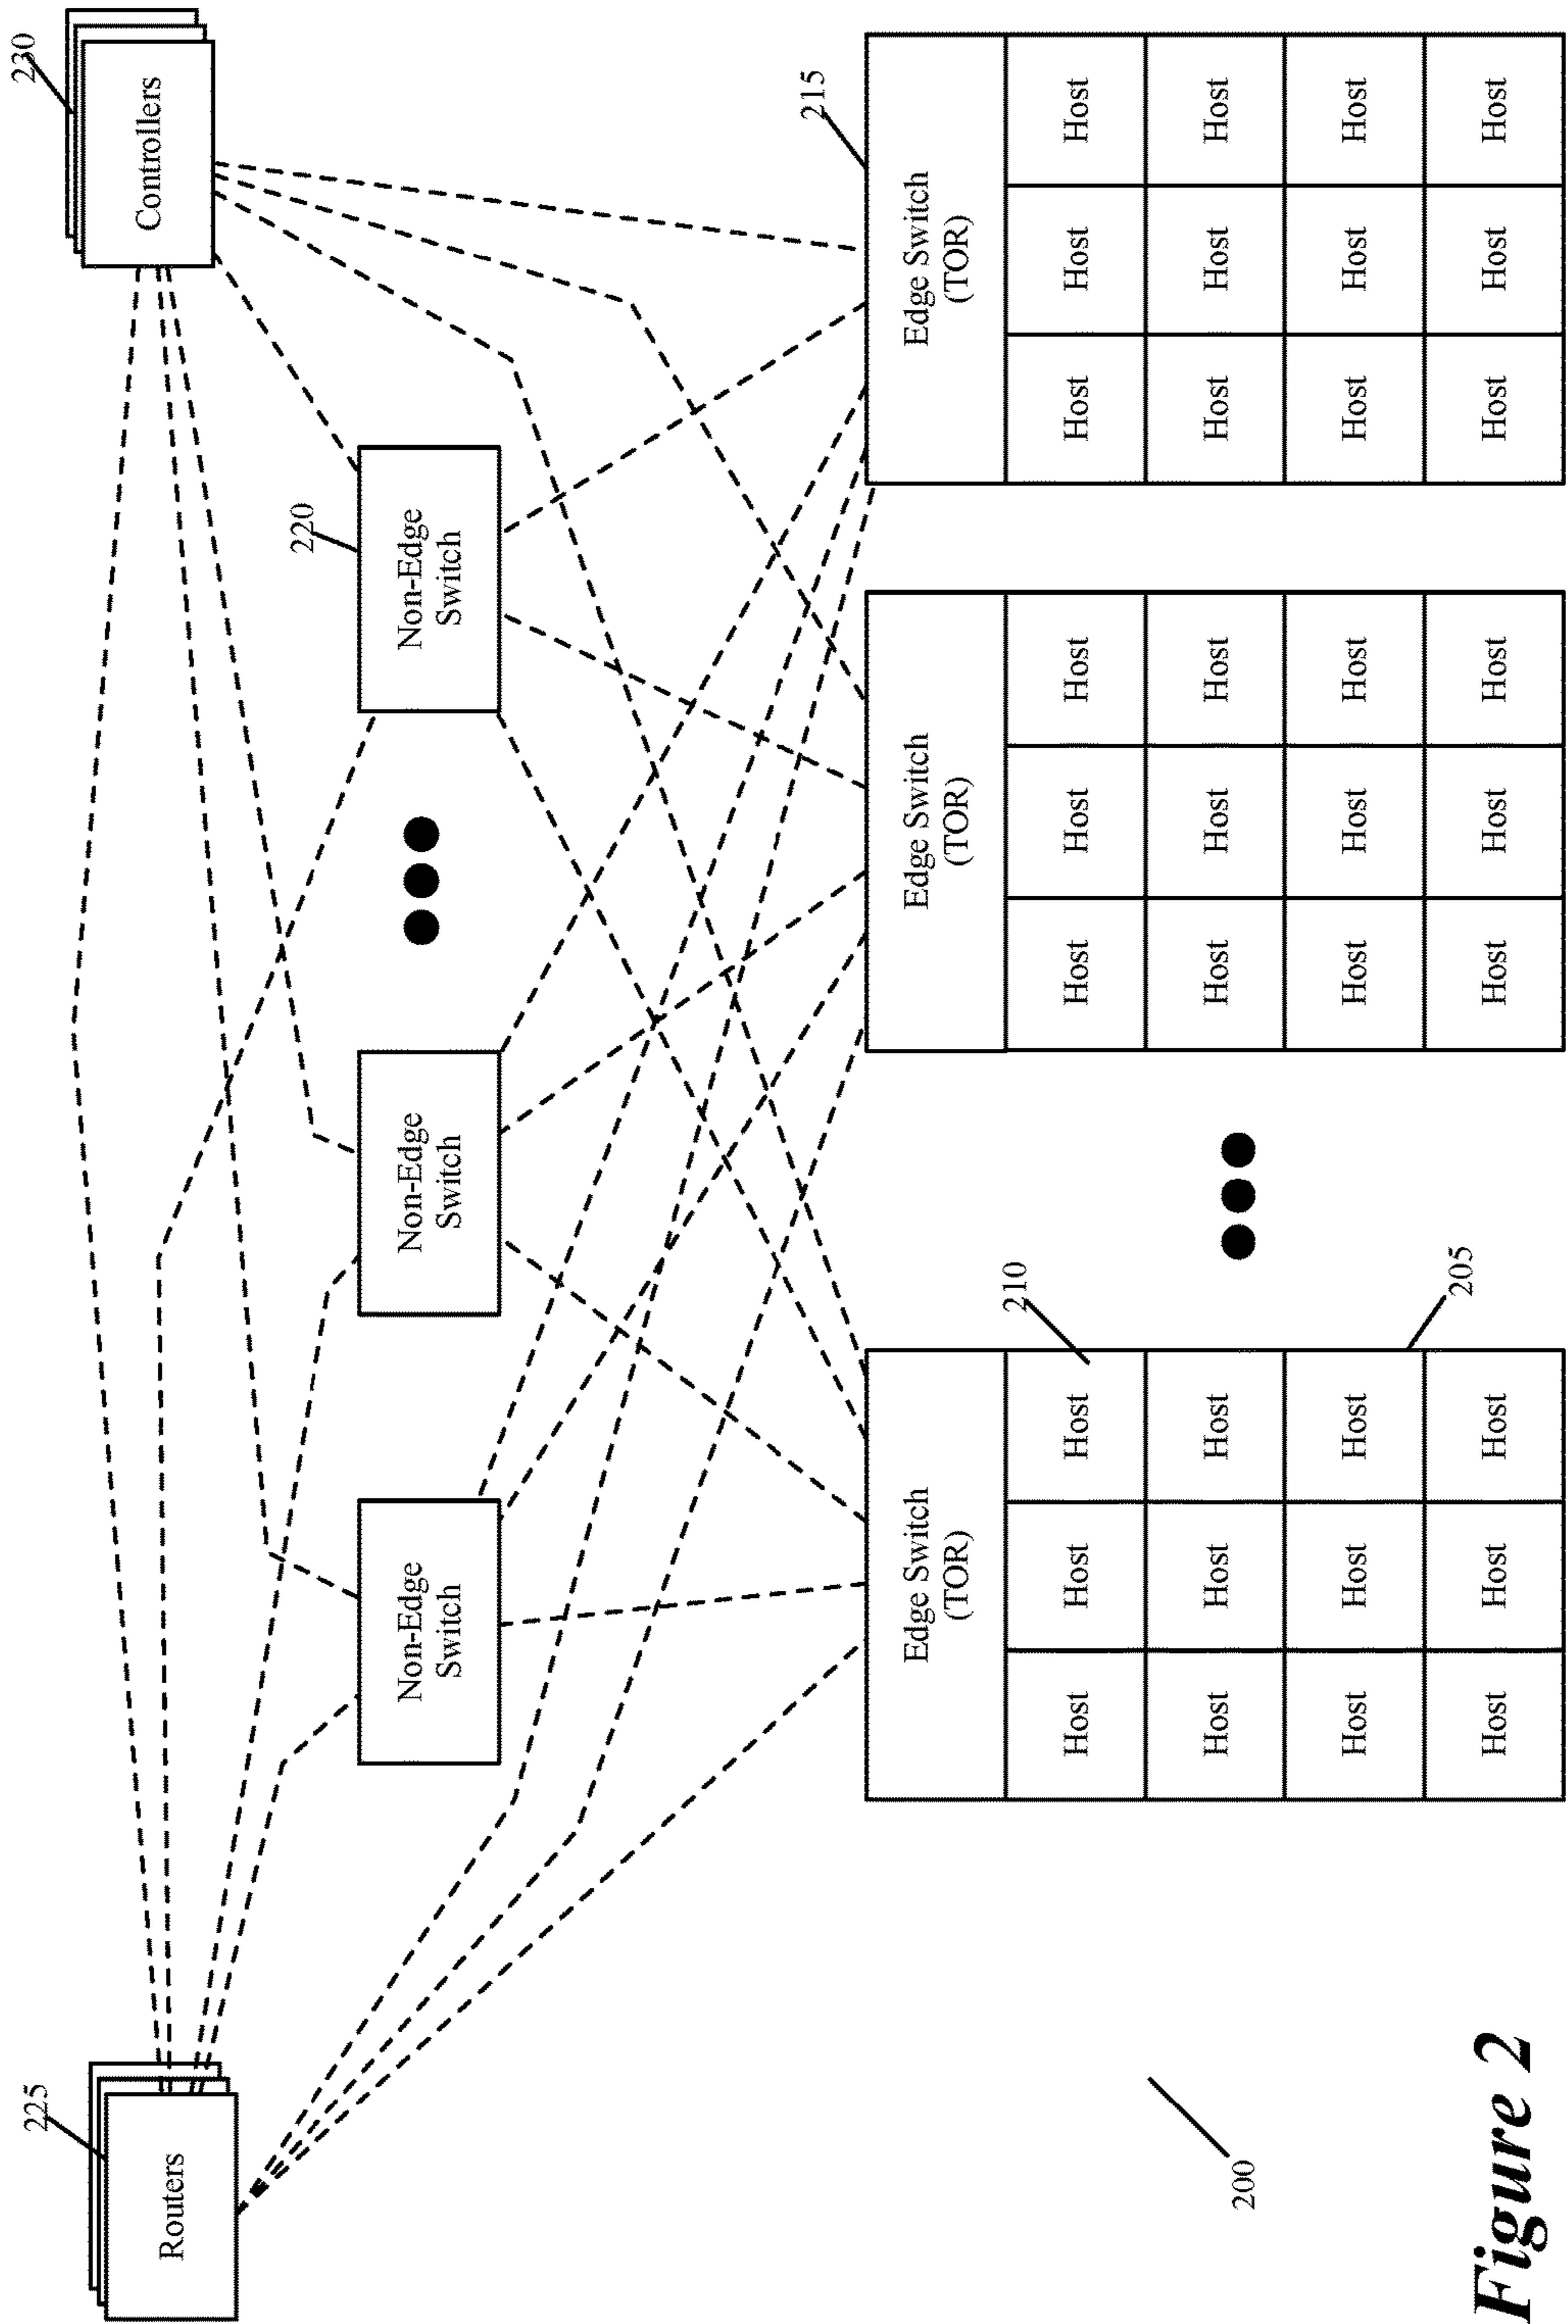 225
230
Routers
Controllers
220
Non-Edge
Switch
Non-Edge
Switch
Non-Edge
Switch
215
Edge Switch
(TOR)
Edge Switch
(TOR)
Edge Switch
(TOR)
210
Host Host Host
Host Host Host
Host Host Host
Host Host Host
Host Host Host
Host Host Host
Host Host Host
Host Host Host
Host Host Host
Host Host Host
Host Host Host
Host Host Host
205
200
Figure 2